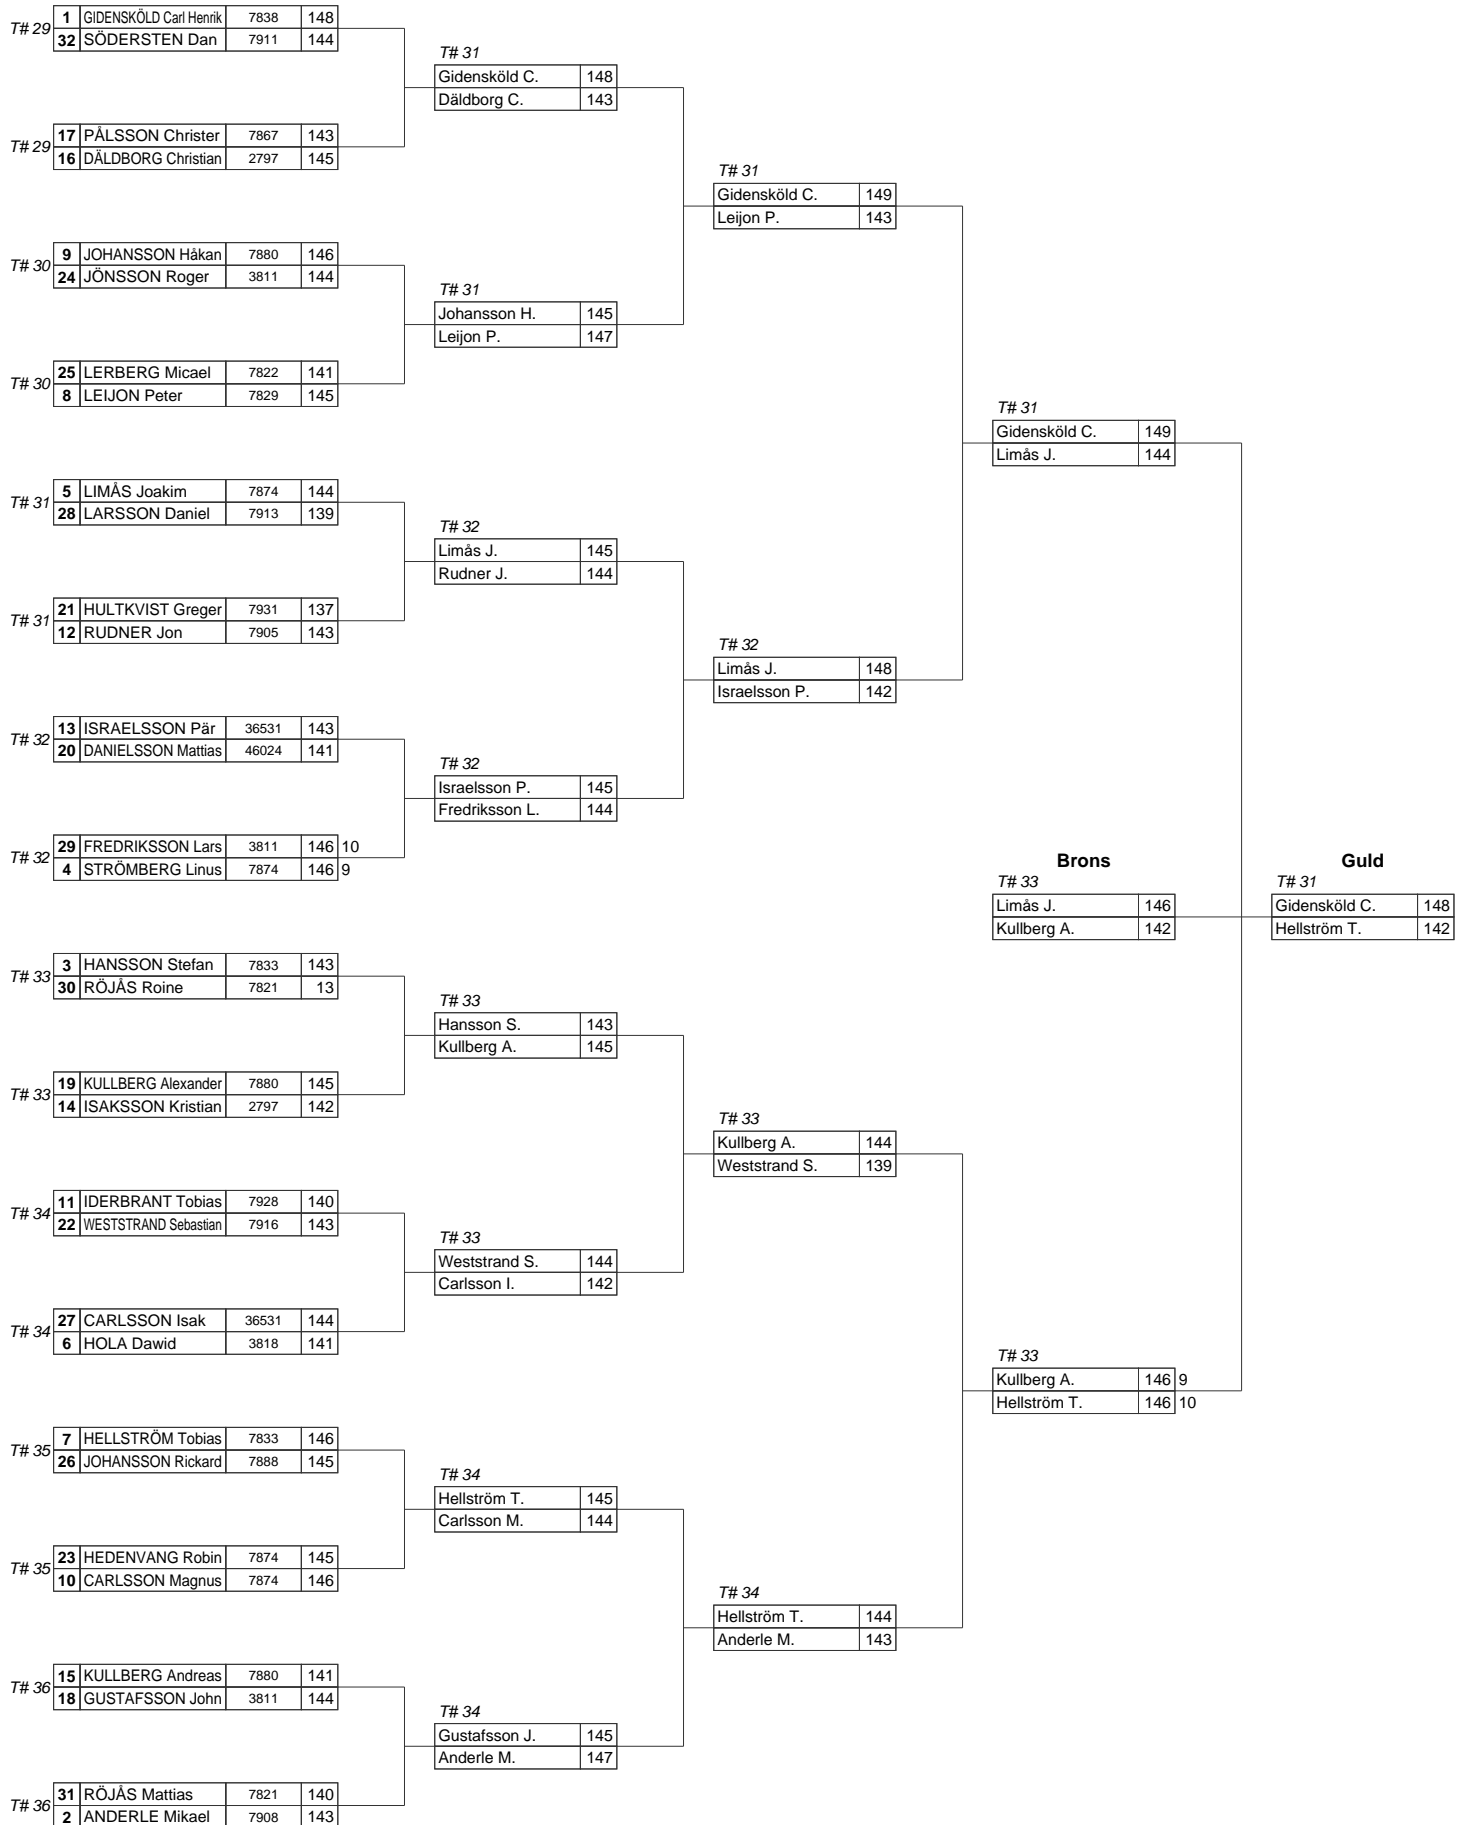 T# 29
1 GIDENSKÖLD Carl Henrik 7838 148
32 SÖDERSTEN Dan 7911 144
T# 29
17 PÅLSSON Christer 7867 143
16 DÄLDBORG Christian 2797 145
T# 30
9 JOHANSSON Håkan 7880 146
24 JÖNSSON Roger 3811 144
T# 30
25 LERBERG Micael 7822 141
8 LEIJON Peter 7829 145
T# 31
5 LIMÅS Joakim 7874 144
28 LARSSON Daniel 7913 139
T# 31
21 HULTKVIST Greger 7931 137
12 RUDNER Jon 7905 143
T# 32
13 ISRAELSSON Pär 36531 143
20 DANIELSSON Mattias 46024 141
T# 32
29 FREDRIKSSON Lars 3811 146 10
4 STRÖMBERG Linus 7874 146 9
T# 33
3 HANSSON Stefan 7833 143
30 RÖJÅS Roine 7821 13
T# 33
19 KULLBERG Alexander 7880 145
14 ISAKSSON Kristian 2797 142
T# 34
11 IDERBRANT Tobias 7928 140
22 WESTSTRAND Sebastian 7916 143
T# 34
27 CARLSSON Isak 36531 144
6 HOLA Dawid 3818 141
T# 35
7 HELLSTRÖM Tobias 7833 146
26 JOHANSSON Rickard 7888 145
T# 35
23 HEDENVANG Robin 7874 145
10 CARLSSON Magnus 7874 146
T# 36
15 KULLBERG Andreas 7880 141
18 GUSTAFSSON John 3811 144
T# 36
31 RÖJÅS Mattias 7821 140
2 ANDERLE Mikael 7908 143
T# 31
Gidensköld C. 148
Däldborg C. 143
T# 31
Johansson H. 145
Leijon P. 147
T# 32
Limås J. 145
Rudner J. 144
T# 32
Israelsson P. 145
Fredriksson L. 144
T# 33
Hansson S. 143
Kullberg A. 145
T# 33
Weststrand S. 144
Carlsson I. 142
T# 34
Hellström T. 145
Carlsson M. 144
T# 34
Gustafsson J. 145
Anderle M. 147
T# 31
Gidensköld C. 149
Leijon P. 143
T# 32
Limås J. 148
Israelsson P. 142
T# 33
Kullberg A. 144
Weststrand S. 139
T# 34
Hellström T. 144
Anderle M. 143
T# 31
Gidensköld C. 149
Limås J. 144
T# 33
Kullberg A. 146 9
Hellström T. 146 10
Brons
T# 33
Limås J. 146
Kullberg A. 142
Guld
T# 31
Gidensköld C. 148
Hellström T. 142